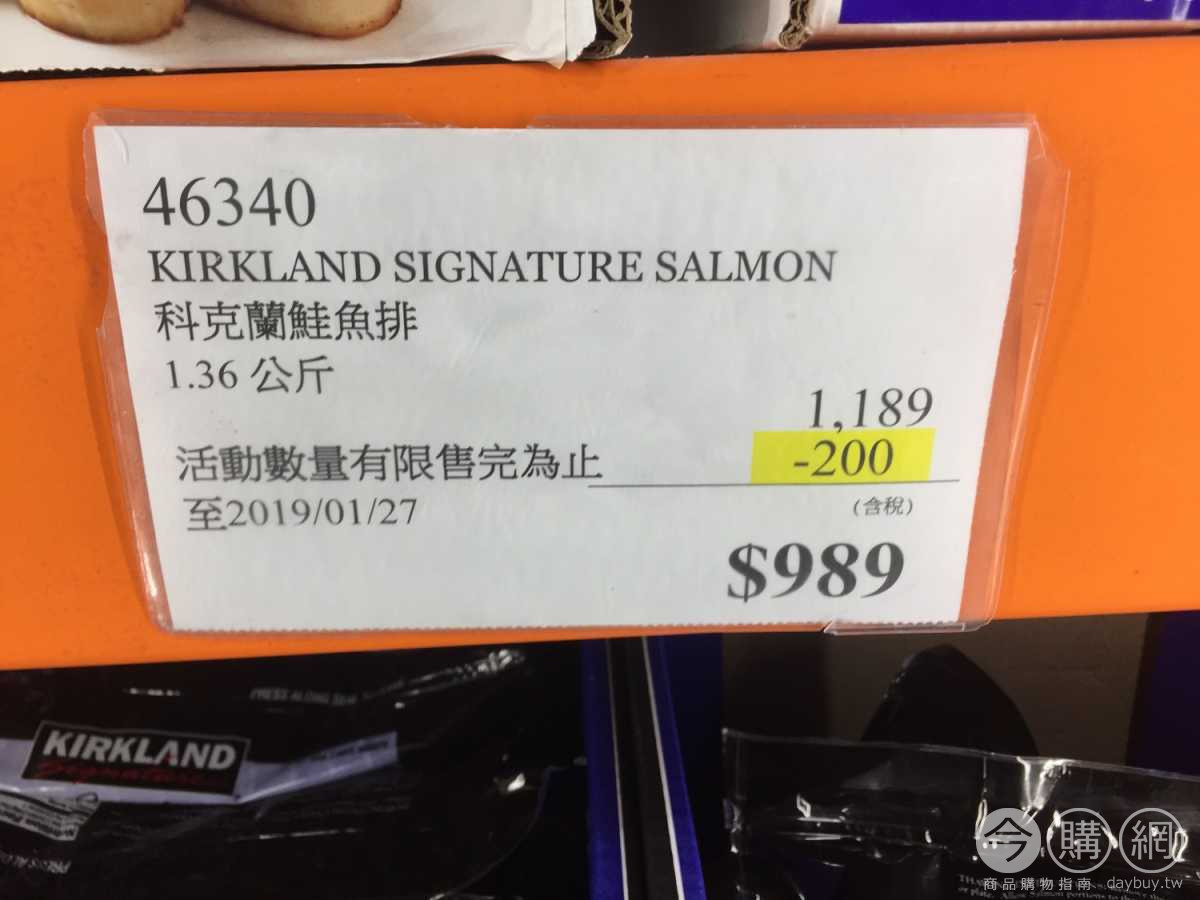 46340
KIRKLAND SIGNATURE SALMON
科克蘭鮭魚排
1.36 公斤
1,189
活動數量有限售完為止
-200
至2019/01/27
(含稅)
$989
KIRKLAND
Signature
今購網
商品購物指南 daybuy.tw